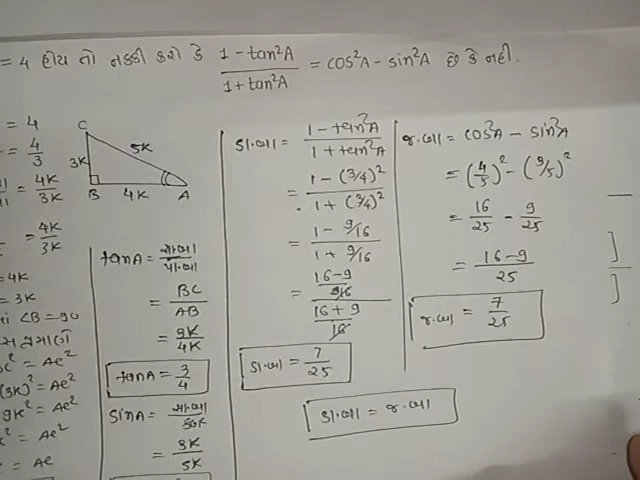 = 4 હોય તો નક્કી કરો કે (1 - tan²A)/(1 + tan²A) = cos²A - sin²A છે કે નહી.
= 4
= 4/3
= 4K/3K
= 4K/3K
= 4K
= 3K
∠B = 90
= AC²
(3K)² = AC²
9K² = AC²
= AC²
= AC
C
5K
3K
B
4K
A
tanA = સા.બા/પા.બા
= BC/AB
= 3K/4K
tanA = 3/4
sinA = સા.બા
= 3K/5K
ડા.બા = (1 - tan²A)/(1 + tan²A)
= (1 - (3/4)²)/(1 + (3/4)²)
= (1 - 9/16)/(1 + 9/16)
= ((16 - 9)/16)/((16 + 9)/16)
ડા.બા = 7/25
જ.બા = cos²A - sin²A
= (4/5)² - (3/5)²
= 16/25 - 9/25
= (16 - 9)/25
જ.બા = 7/25
ડા.બા = જ.બા